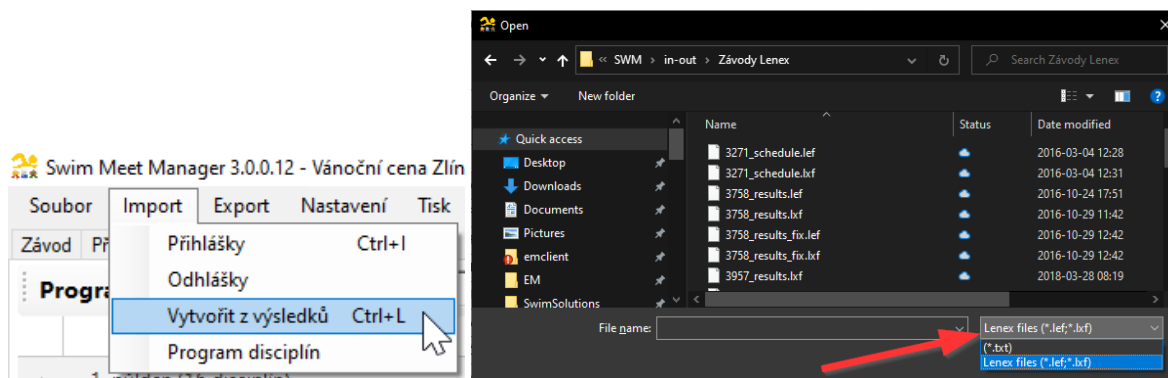 Swim Meet Manager 3.0.0.12 - Vánoční cena Zlín
Soubor Import Export Nastavení Tisk
Závod Př
Přihlášky Ctrl+I
Odhlášky
Progra
Vytvořit z výsledků Ctrl+L
Program disciplín
Open
« SWM › in-out › Závody Lenex
Search Závody Lenex
Organize New folder
?
Name Status Date modified
Quick access
Desktop
Downloads
Documents
Pictures
emclient
EM
SwimSolutions
3271_schedule.lef 2016-03-04 12:28
3271_schedule.lxf 2016-03-04 12:31
3758_results.lef 2016-10-24 17:51
3758_results.lxf 2016-10-29 11:42
3758_results_fix.lef 2016-10-29 12:42
3758_results_fix.lxf 2016-10-29 12:42
3957_results.lxf 2018-03-28 08:19
File name:
Lenex files (*.lef;*.lxf)
(*.txt)
Lenex files (*.lef;*.lxf)